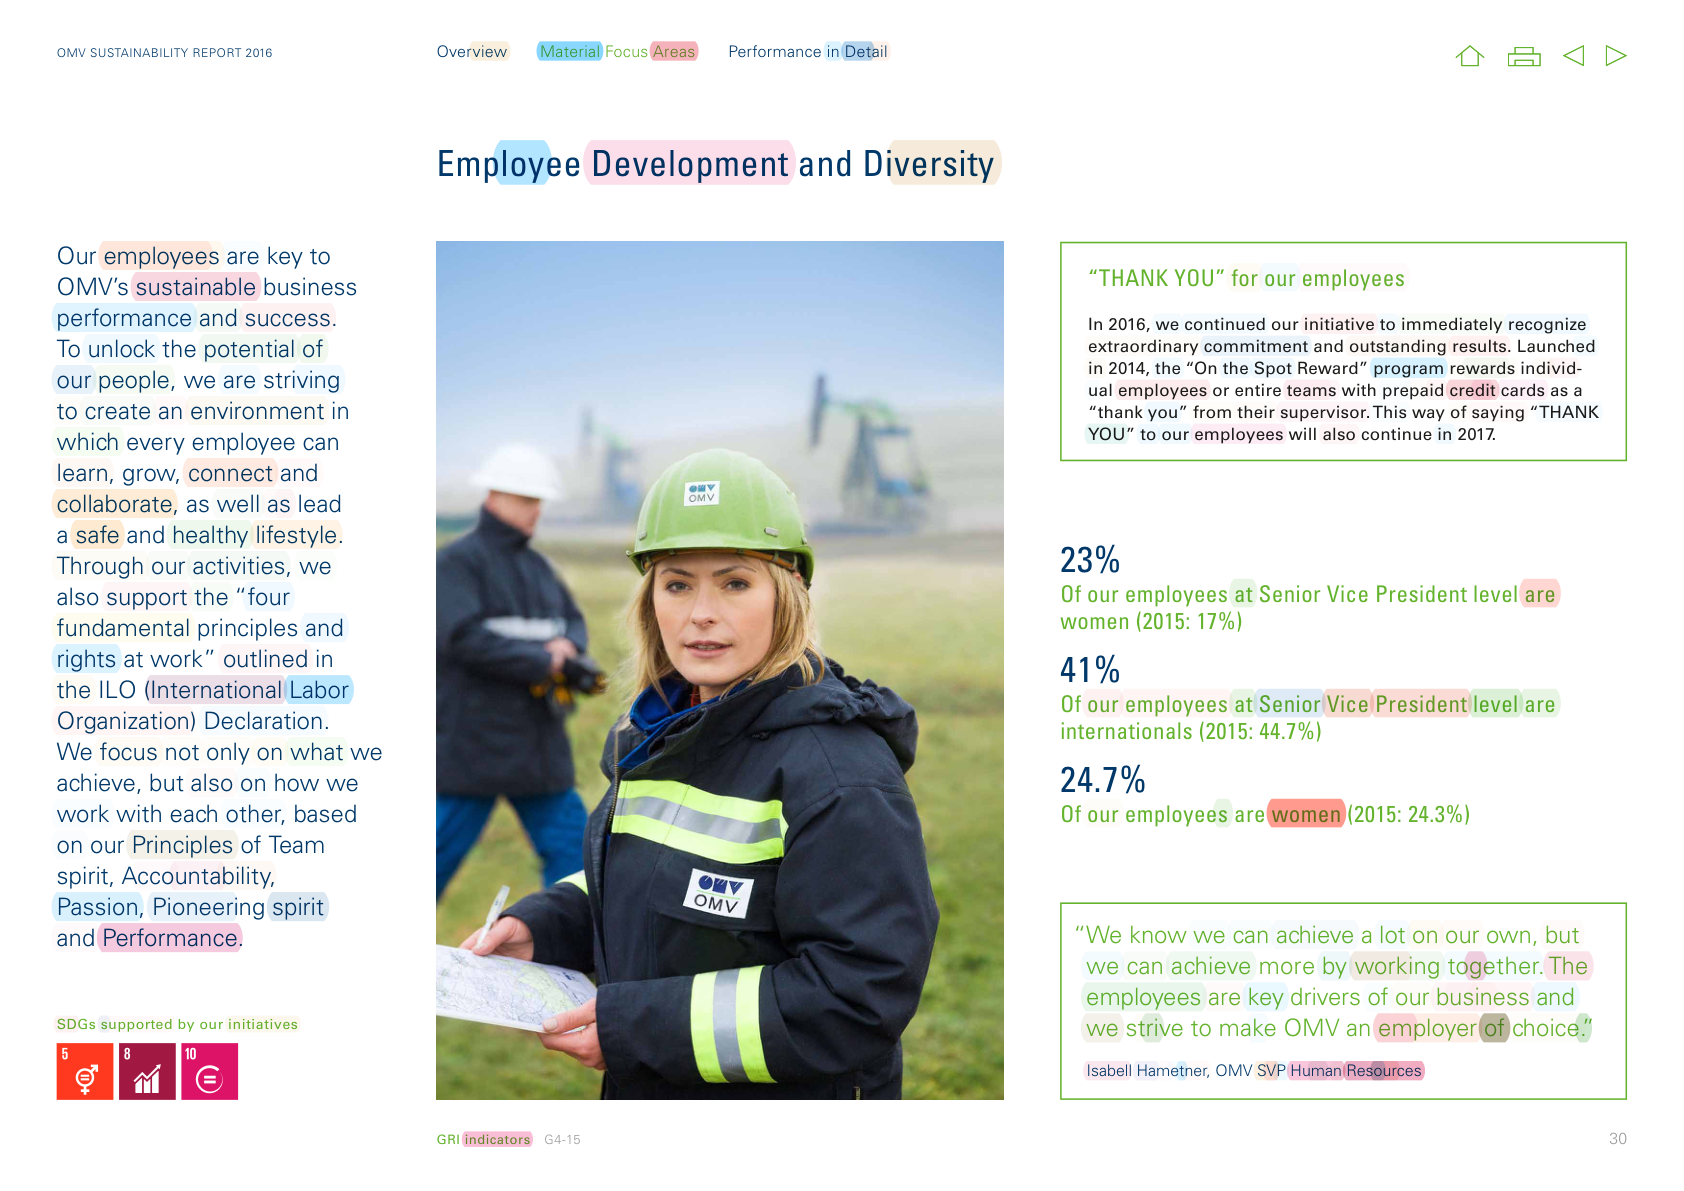 OMV SUSTAINABILITY REPORT 2016
Overview Material Focus Areas Performance in Detail
Employee Development and Diversity
Our employees are key to
OMV’s sustainable business
performance and success.
To unlock the potential of
our people, we are striving
to create an environment in
which every employee can
learn, grow, connect and
collaborate, as well as lead
a safe and healthy lifestyle.
Through our activities, we
also support the “four
fundamental principles and
rights at work” outlined in
the ILO (International Labor
Organization) Declaration.
We focus not only on what we
achieve, but also on how we
work with each other, based
on our Principles of Team
spirit, Accountability,
Passion, Pioneering spirit
and Performance.
SDGs supported by our initiatives
5 8 10
OMV
OMV
“THANK YOU” for our employees
In 2016, we continued our initiative to immediately recognize
extraordinary commitment and outstanding results. Launched
in 2014, the “On the Spot Reward” program rewards individ-
ual employees or entire teams with prepaid credit cards as a
“thank you” from their supervisor. This way of saying “THANK
YOU” to our employees will also continue in 2017.
23%
Of our employees at Senior Vice President level are
women (2015: 17%)
41%
Of our employees at Senior Vice President level are
internationals (2015: 44.7%)
24.7%
Of our employees are women (2015: 24.3%)
“We know we can achieve a lot on our own, but
we can achieve more by working together. The
employees are key drivers of our business and
we strive to make OMV an employer of choice.”
Isabell Hametner, OMV SVP Human Resources
GRI indicators G4-15
30